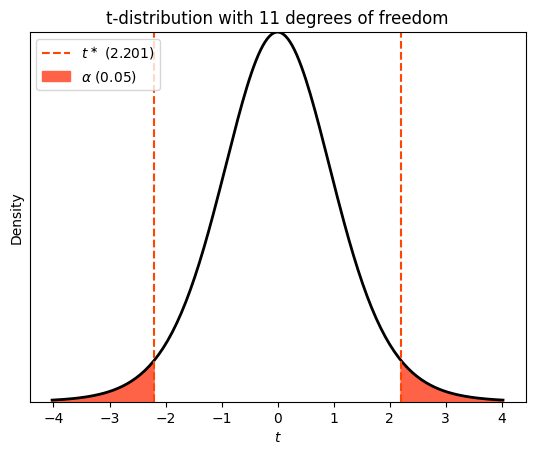 t-distribution with 11 degrees of freedom
t* (2.201)
α (0.05)
Density
−4 −3 −2 −1 0 1 2 3 4
t